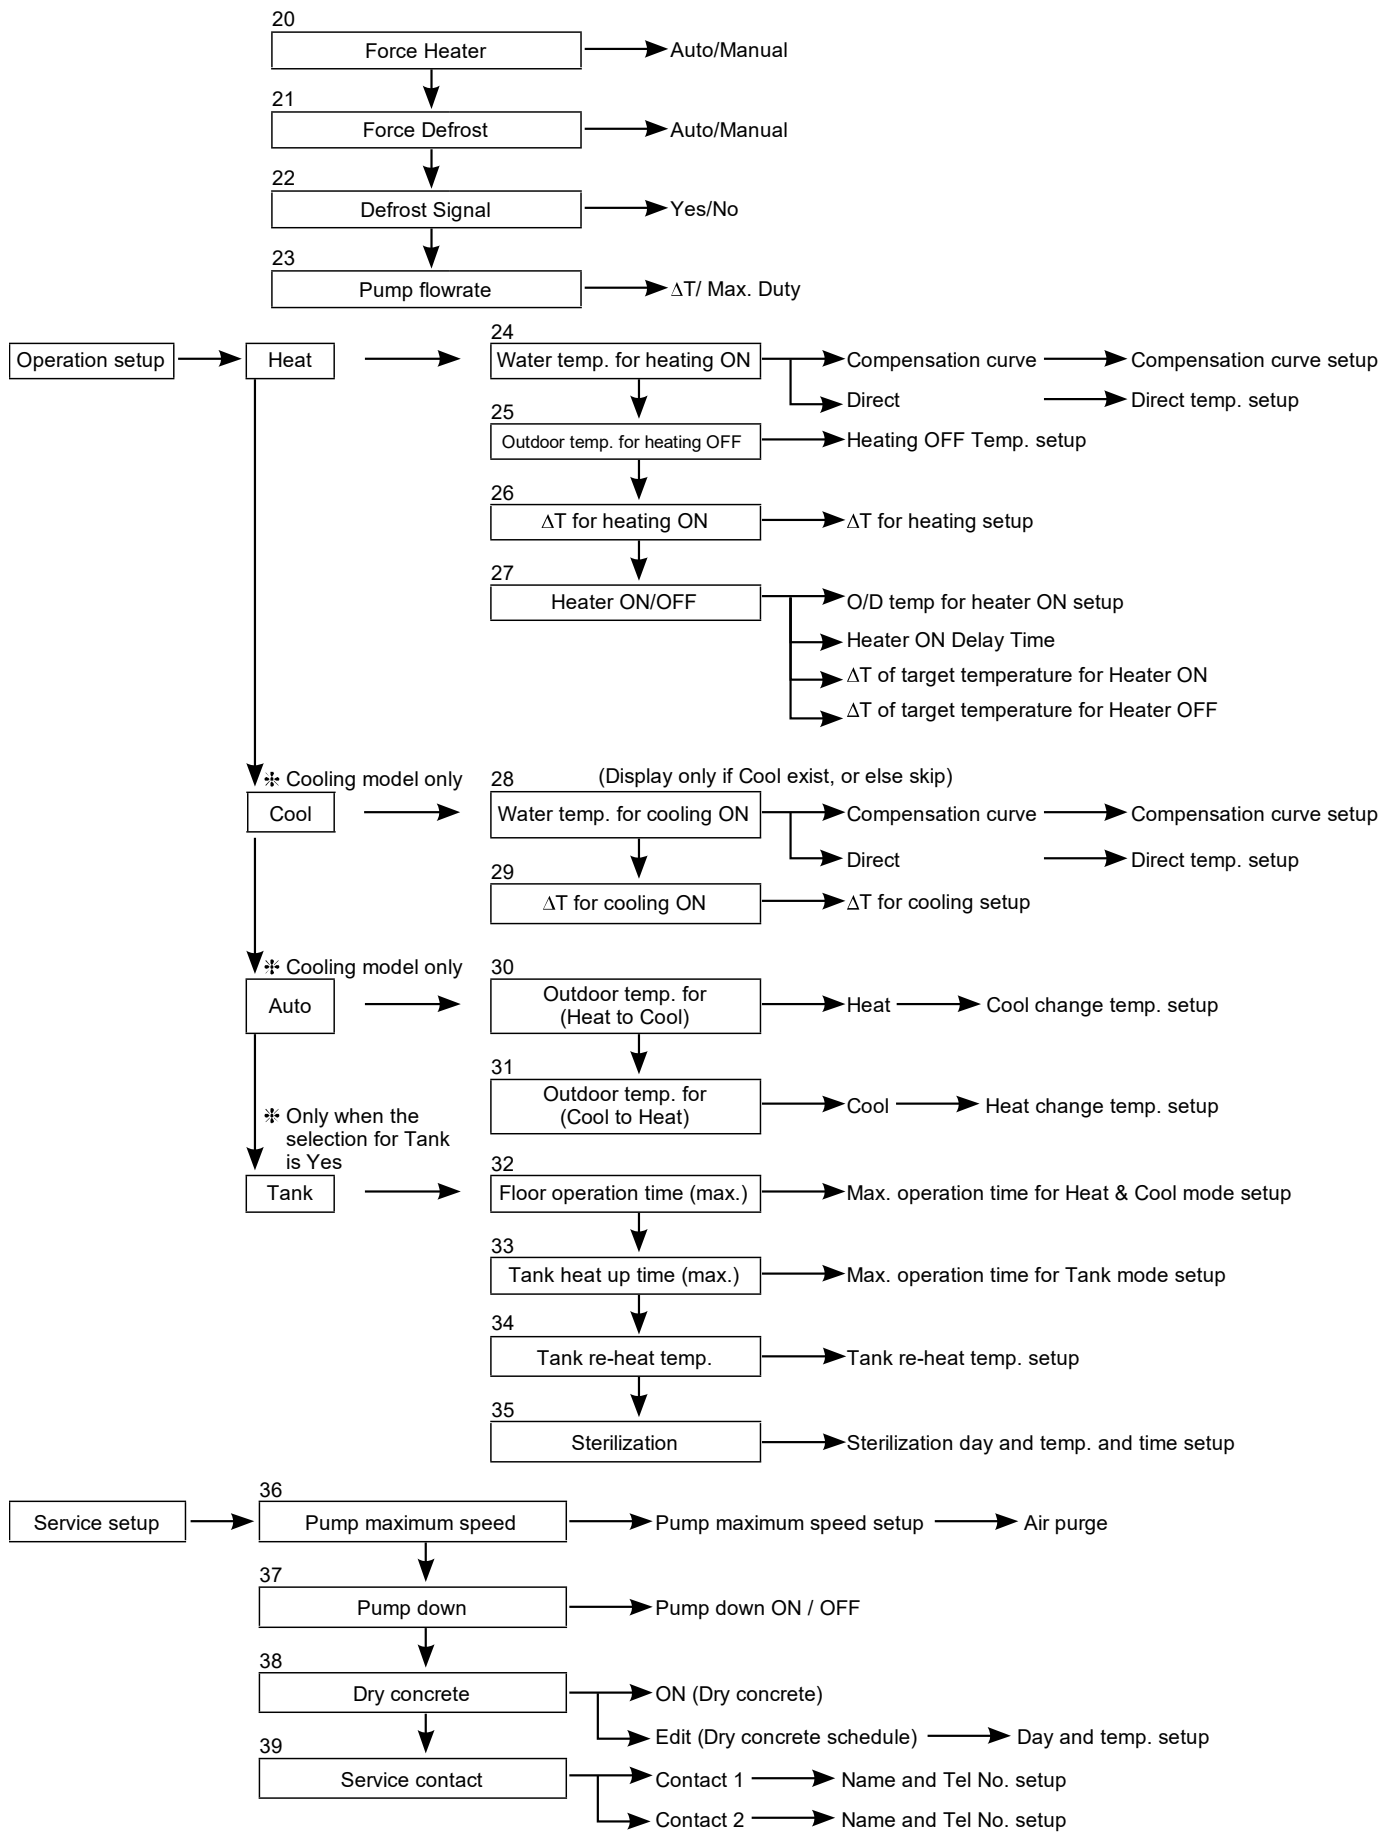 20
Force Heater
Auto/Manual
21
Force Defrost
Auto/Manual
22
Defrost Signal
Yes/No
23
Pump flowrate
ΔT/ Max. Duty
Operation setup
Heat
24
Water temp. for heating ON
Compensation curve
Compensation curve setup
Direct
Direct temp. setup
25
Outdoor temp. for heating OFF
Heating OFF Temp. setup
26
ΔT for heating ON
ΔT for heating setup
27
Heater ON/OFF
O/D temp for heater ON setup
Heater ON Delay Time
ΔT of target temperature for Heater ON
ΔT of target temperature for Heater OFF
❉ Cooling model only
Cool
28
(Display only if Cool exist, or else skip)
Water temp. for cooling ON
Compensation curve
Compensation curve setup
Direct
Direct temp. setup
29
ΔT for cooling ON
ΔT for cooling setup
❉ Cooling model only
Auto
30
Outdoor temp. for
(Heat to Cool)
Heat
Cool change temp. setup
31
Outdoor temp. for
(Cool to Heat)
Cool
Heat change temp. setup
❉ Only when the
selection for Tank
is Yes
Tank
32
Floor operation time (max.)
Max. operation time for Heat & Cool mode setup
33
Tank heat up time (max.)
Max. operation time for Tank mode setup
34
Tank re-heat temp.
Tank re-heat temp. setup
35
Sterilization
Sterilization day and temp. and time setup
Service setup
36
Pump maximum speed
Pump maximum speed setup
Air purge
37
Pump down
Pump down ON / OFF
38
Dry concrete
ON (Dry concrete)
Edit (Dry concrete schedule)
Day and temp. setup
39
Service contact
Contact 1
Name and Tel No. setup
Contact 2
Name and Tel No. setup